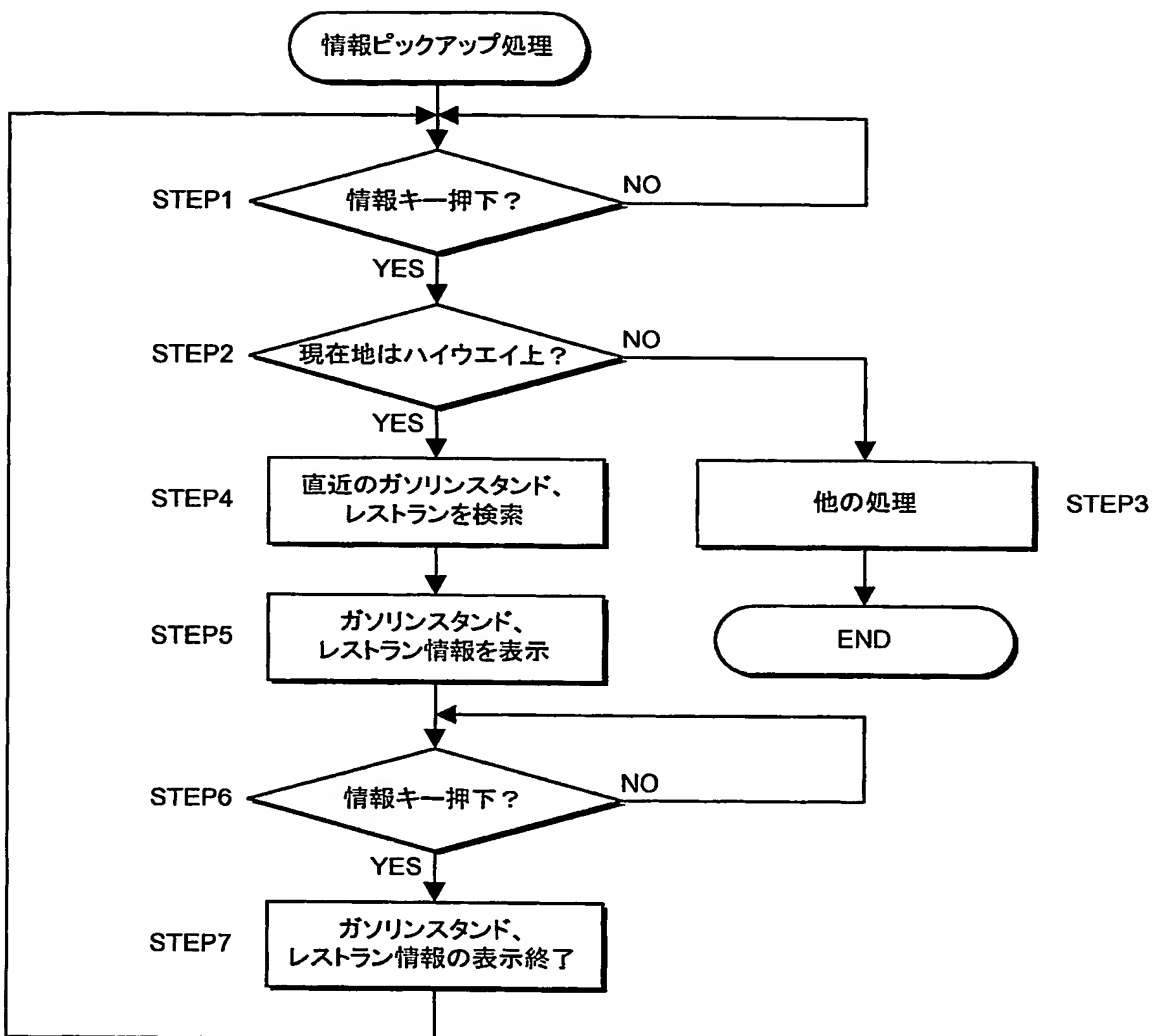 情報ピックアップ処理
STEP1
情報キー押下?
NO
YES
STEP2
現在地はハイウエイ上?
NO
YES
STEP4
直近のガソリンスタンド、
レストランを検索
他の処理
STEP3
STEP5
ガソリンスタンド、
レストラン情報を表示
END
STEP6
情報キー押下?
NO
YES
STEP7
ガソリンスタンド、
レストラン情報の表示終了